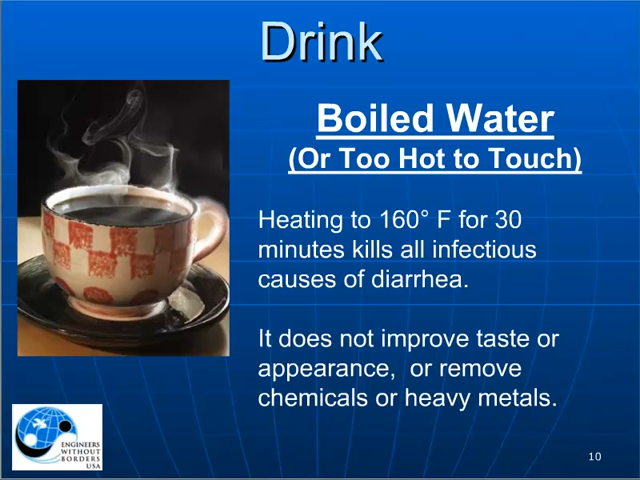 Drink
Boiled Water
(Or Too Hot to Touch)
Heating to 160° F for 30
minutes kills all infectious
causes of diarrhea.
It does not improve taste or
appearance,  or remove
chemicals or heavy metals.
ENGINEERS
WITHOUT
BORDERS
USA
10